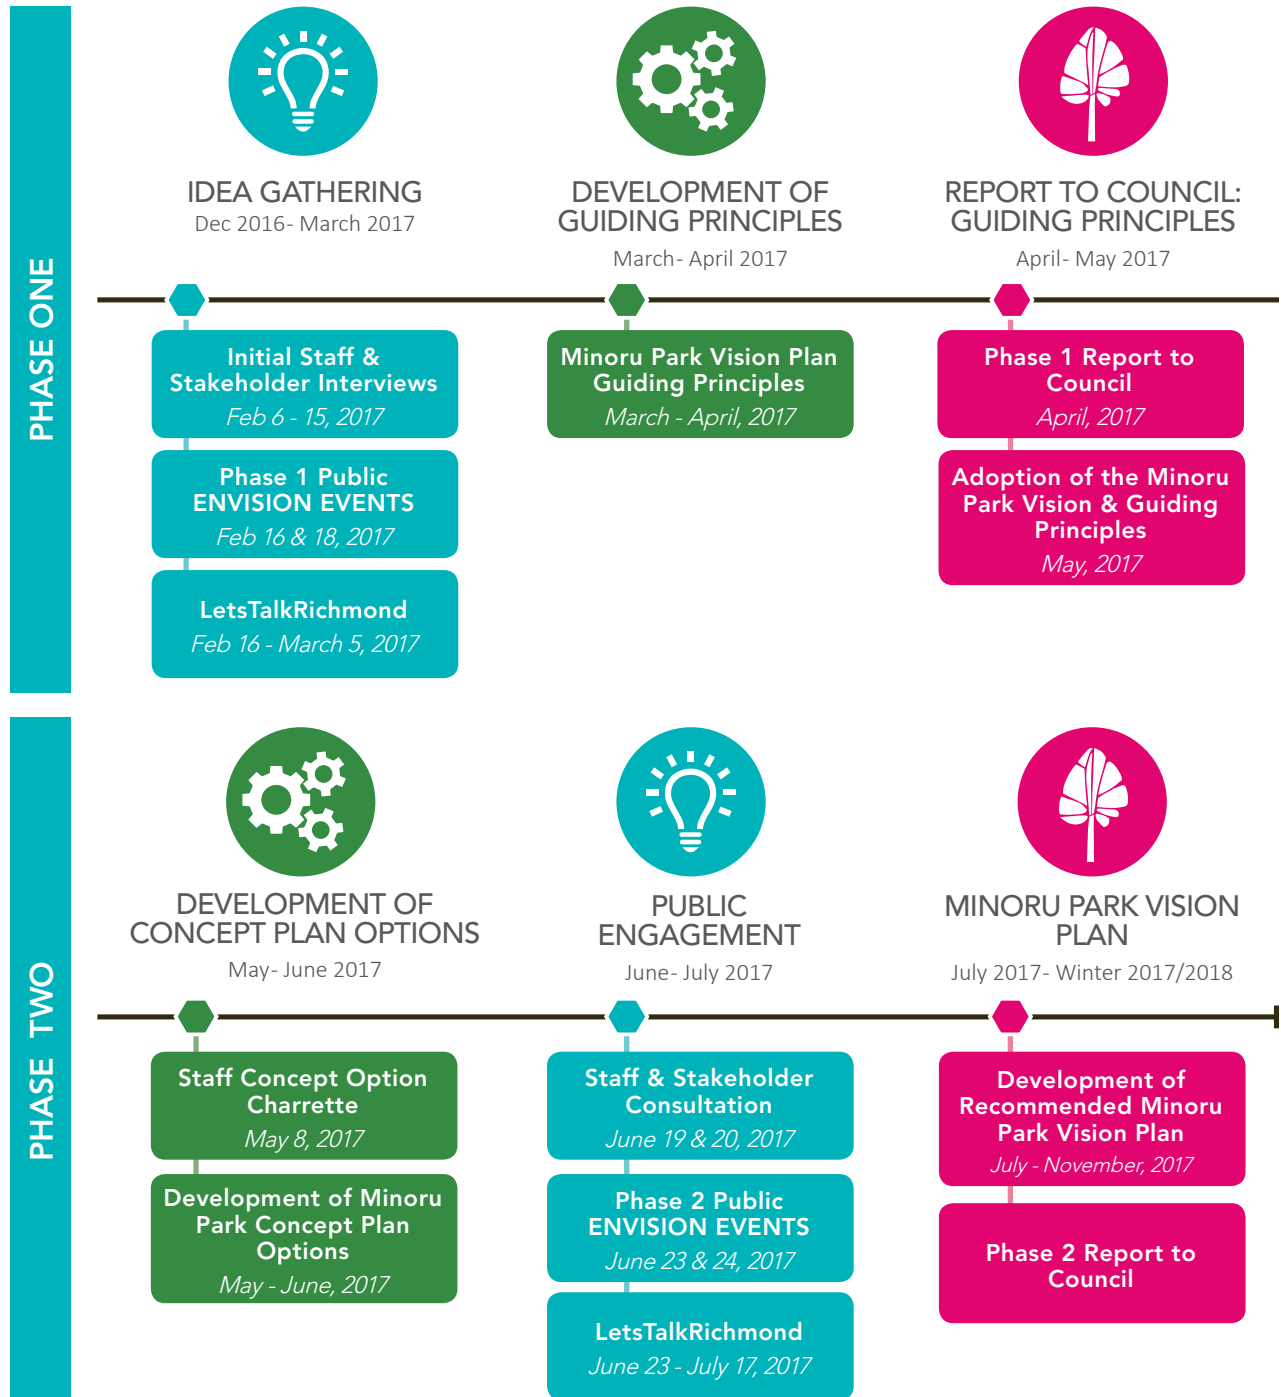 PHASE ONE
IDEA GATHERING
Dec 2016- March 2017
DEVELOPMENT OF
GUIDING PRINCIPLES
March- April 2017
REPORT TO COUNCIL:
GUIDING PRINCIPLES
April- May 2017
Initial Staff &
Stakeholder Interviews
Feb 6 - 15, 2017
Phase 1 Public
ENVISION EVENTS
Feb 16 & 18, 2017
LetsTalkRichmond
Feb 16 - March 5, 2017
Minoru Park Vision Plan
Guiding Principles
March - April, 2017
Phase 1 Report to
Council
April, 2017
Adoption of the Minoru
Park Vision & Guiding
Principles
May, 2017
PHASE TWO
DEVELOPMENT OF
CONCEPT PLAN OPTIONS
May- June 2017
PUBLIC
ENGAGEMENT
June- July 2017
MINORU PARK VISION
PLAN
July 2017- Winter 2017/2018
Staff Concept Option
Charrette
May 8, 2017
Development of Minoru
Park Concept Plan
Options
May - June, 2017
Staff & Stakeholder
Consultation
June 19 & 20, 2017
Phase 2 Public
ENVISION EVENTS
June 23 & 24, 2017
LetsTalkRichmond
June 23 - July 17, 2017
Development of
Recommended Minoru
Park Vision Plan
July - November, 2017
Phase 2 Report to
Council